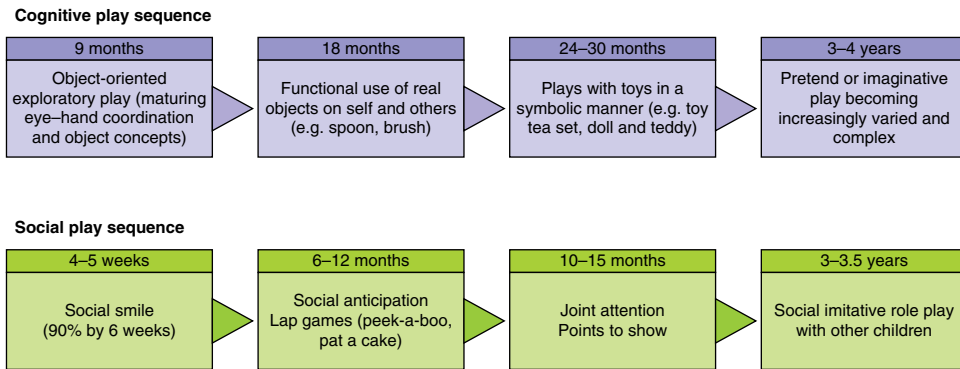 Cognitive play sequence
9 months
Object-oriented
exploratory play (maturing
eye–hand coordination
and object concepts)
18 months
Functional use of real
objects on self and others
(e.g. spoon, brush)
24–30 months
Plays with toys in a
symbolic manner (e.g. toy
tea set, doll and teddy)
3–4 years
Pretend or imaginative
play becoming
increasingly varied and
complex
Social play sequence
4–5 weeks
Social smile
(90% by 6 weeks)
6–12 months
Social anticipation
Lap games (peek-a-boo,
pat a cake)
10–15 months
Joint attention
Points to show
3–3.5 years
Social imitative role play
with other children